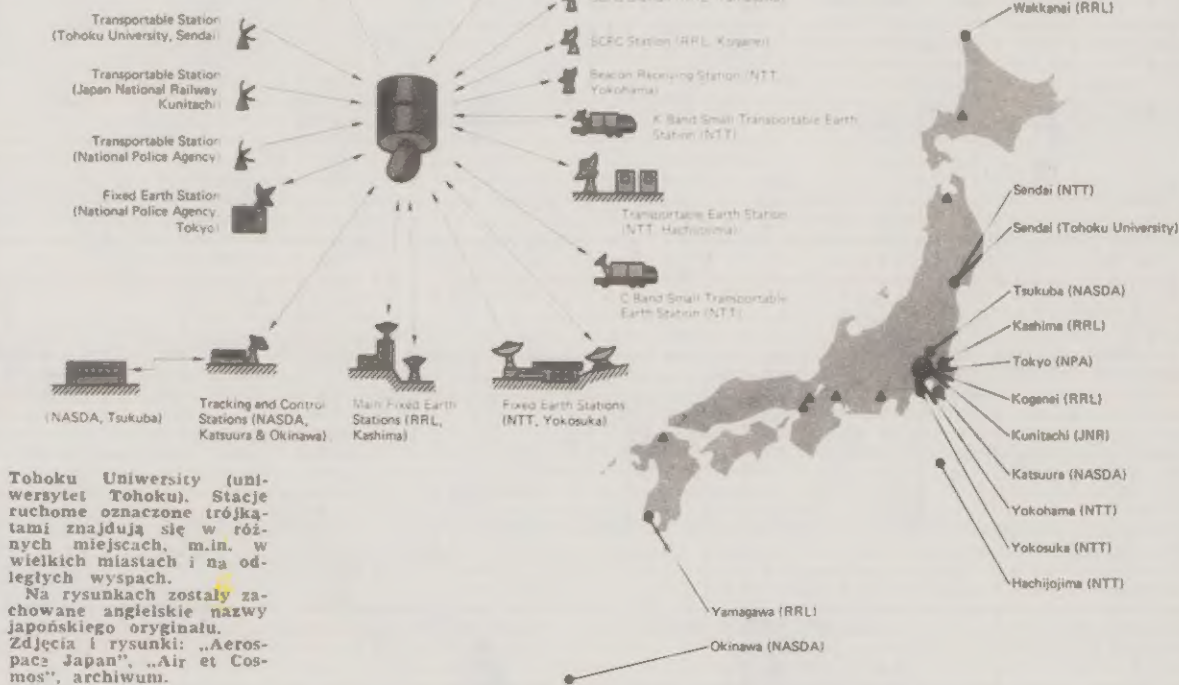 Transportable Station
(Tohoku University, Sendai)
Transportable Station
(Japan National Railway,
Kunitachi)
Transportable Station
(National Police Agency)
Fixed Earth Station
(National Police Agency,
Tokyo)
SCPC Station (RRL, Koganei)
Beacon Receiving Station (NTT,
Yokohama)
K Band Small Transportable Earth
Station (NTT)
Transportable Earth Station
(NTT, Hachijojima)
C Band Small Transportable
Earth Station (NTT)
(NASDA, Tsukuba)
Tracking and Control
Stations (NASDA,
Katsuura & Okinawa)
Main Fixed Earth
Stations (RRL,
Kashima)
Fixed Earth Stations
(NTT, Yokosuka)
Wakkanai (RRL)
Sendai (NTT)
Sendai (Tohoku University)
Tsukuba (NASDA)
Kashima (RRL)
Tokyo (NPA)
Koganei (RRL)
Kunitachi (JNR)
Katsuura (NASDA)
Yokohama (NTT)
Yokosuka (NTT)
Hachijojima (NTT)
Yamagawa (RRL)
Okinawa (NASDA)
Tohoku Uniwersity (uni-
wersytet Tohoku). Stacje
ruchome oznaczone trójką-
tami znajdują się w róż-
nych miejscach, m.in. w
wielkich miastach i na od-
ległych wyspach.
Na rysunkach zostały za-
chowane angielskie nazwy
japońskiego oryginału.
Zdjęcia i rysunki: „Aeros-
pace Japan”, „Air et Cos-
mos”, archiwum.